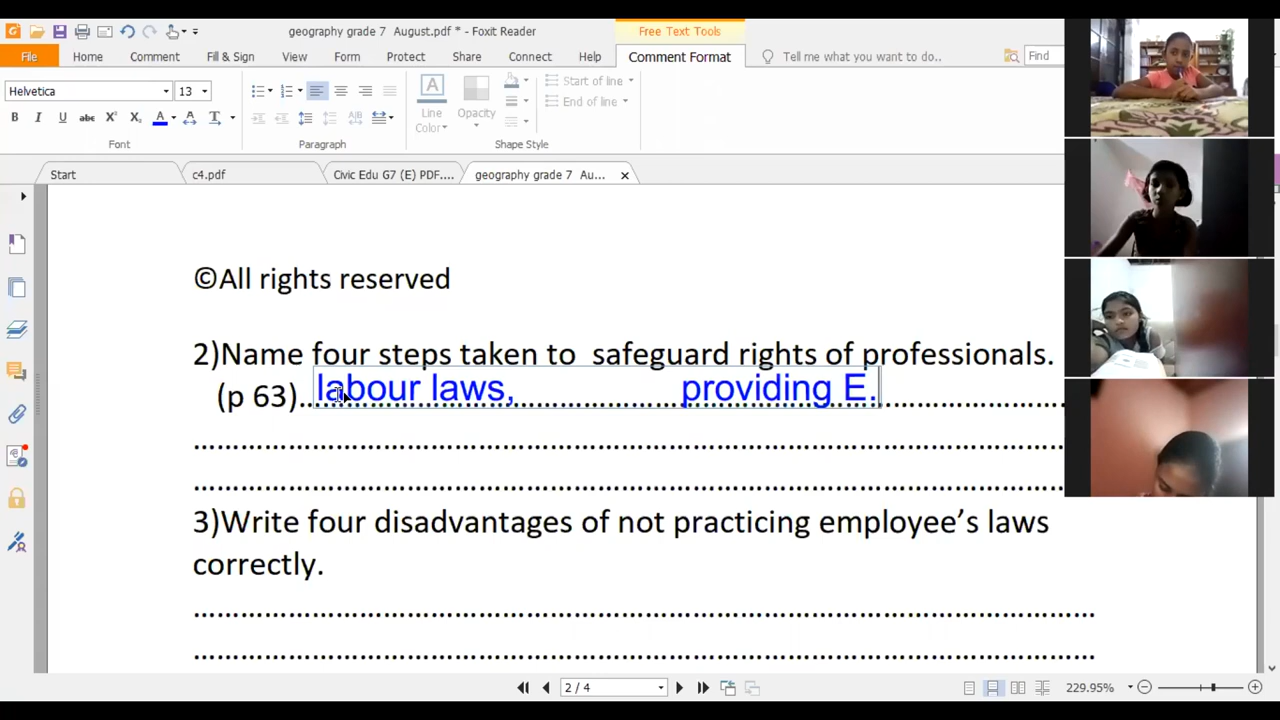 geography grade 7 August.pdf * - Foxit Reader
Free Text Tools
File Home Comment Fill & Sign View Form Protect Share Connect Help Comment Format Tell me what you want to do.. Find
Helvetica 13
Line Color
Opacity
Start of line
End of line
Font Paragraph Shape Style
Start c4.pdf Civic Edu G7 (E) PDF.... geography grade 7 Au...
©All rights reserved
2)Name four steps taken to safeguard rights of professionals.
(p 63) labour laws, providing E.
3)Write four disadvantages of not practicing employee’s laws
correctly.
2 / 4 229.95%